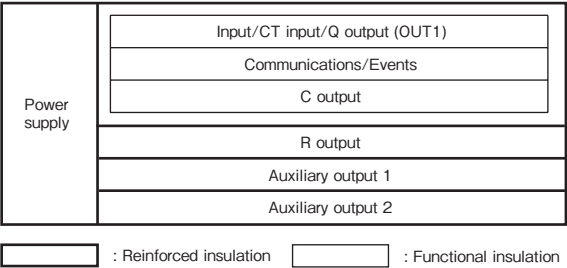 Input/CT input/Q output (OUT1)
Communications/Events
C output
Power
supply
R output
Auxiliary output 1
Auxiliary output 2
: Reinforced insulation
: Functional insulation